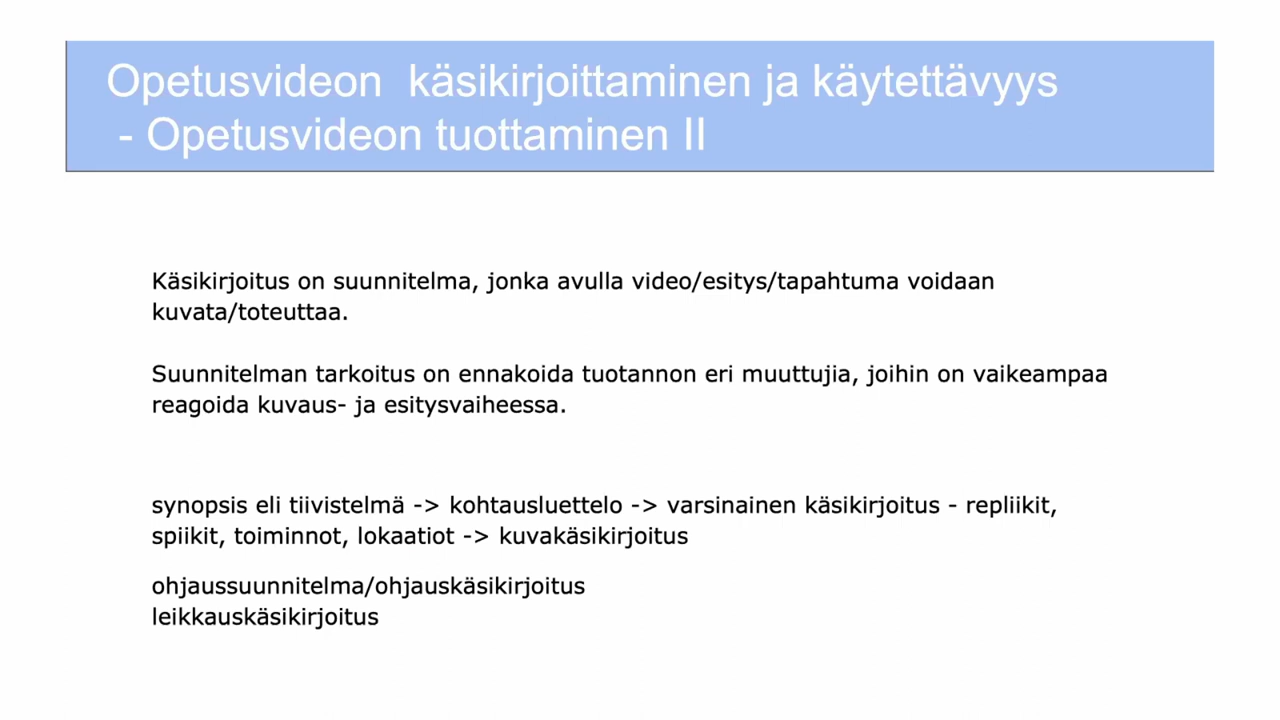 Opetusvideon  käsikirjoittaminen ja käytettävyys
- Opetusvideon tuottaminen II
Käsikirjoitus on suunnitelma, jonka avulla video/esitys/tapahtuma voidaan
kuvata/toteuttaa.
Suunnitelman tarkoitus on ennakoida tuotannon eri muuttujia, joihin on vaikeampaa
reagoida kuvaus- ja esitysvaiheessa.
synopsis eli tiivistelmä -> kohtausluettelo -> varsinainen käsikirjoitus - repliikit,
spiikit, toiminnot, lokaatiot -> kuvakäsikirjoitus
ohjaussuunnitelma/ohjauskäsikirjoitus
leikkauskäsikirjoitus